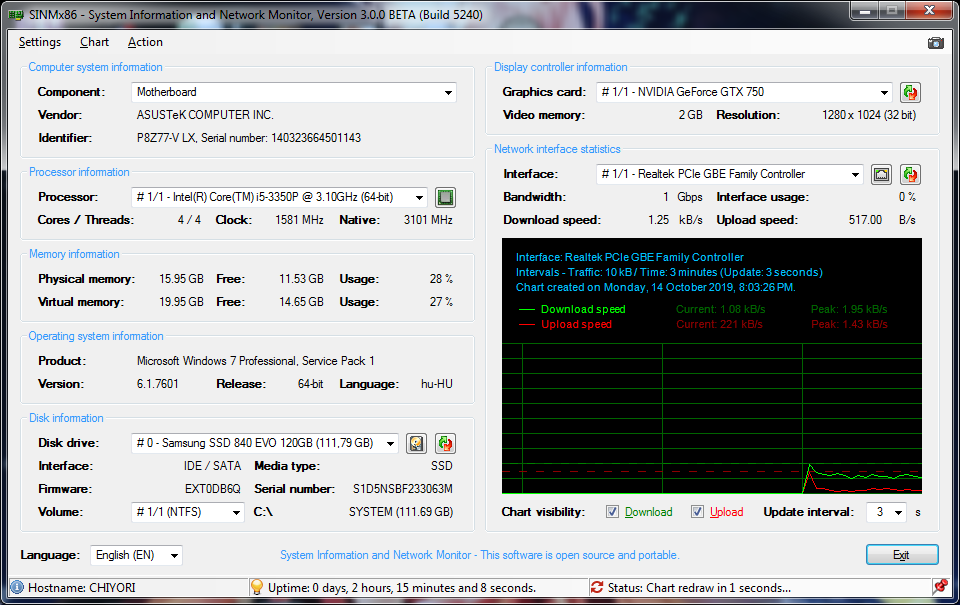 SINMx86 - System Information and Network Monitor, Version 3.0.0 BETA (Build 5240)
Settings Chart Action
Computer system information
Component: Motherboard
Vendor: ASUSTeK COMPUTER INC.
Identifier: P8Z77-V LX, Serial number: 140323664501143
Processor information
Processor: # 1/1 - Intel(R) Core(TM) i5-3350P @ 3.10GHz (64-bit)
Cores / Threads: 4 / 4 Clock: 1581 MHz Native: 3101 MHz
Memory information
Physical memory: 15.95 GB Free: 11.53 GB Usage: 28 %
Virtual memory: 19.95 GB Free: 14.65 GB Usage: 27 %
Operating system information
Product: Microsoft Windows 7 Professional, Service Pack 1
Version: 6.1.7601 Release: 64-bit Language: hu-HU
Disk information
Disk drive: # 0 - Samsung SSD 840 EVO 120GB (111,79 GB)
Interface: IDE / SATA Media type: SSD
Firmware: EXT0DB6Q Serial number: S1D5NSBF233063M
Volume: # 1/1 (NTFS) C:\ SYSTEM (111.69 GB)
Display controller information
Graphics card: # 1/1 - NVIDIA GeForce GTX 750
Video memory: 2 GB Resolution: 1280 x 1024 (32 bit)
Network interface statistics
Interface: # 1/1 - Realtek PCIe GBE Family Controller
Bandwidth: 1 Gbps Interface usage: 0 %
Download speed: 1.25 kB/s Upload speed: 517.00 B/s
Interface: Realtek PCIe GBE Family Controller
Intervals - Traffic: 10 kB / Time: 3 minutes (Update: 3 seconds)
Chart created on Monday, 14 October 2019, 8:03:26 PM.
Download speed Current: 1.08 kB/s Peak: 1.95 kB/s
Upload speed Current: 221 kB/s Peak: 1.43 kB/s
Chart visibility: Download Upload Update interval: 3 s
Language: English (EN) System Information and Network Monitor - This software is open source and portable. Exit
Hostname: CHIYORI Uptime: 0 days, 2 hours, 15 minutes and 8 seconds. Status: Chart redraw in 1 seconds...